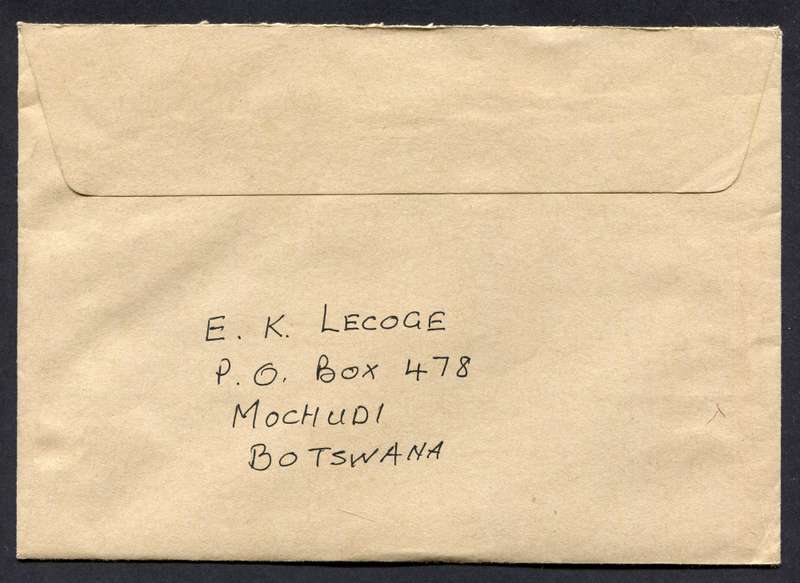 E. K. LECOGE
P.O. Box 478
MOCHUDI
BOTSWANA